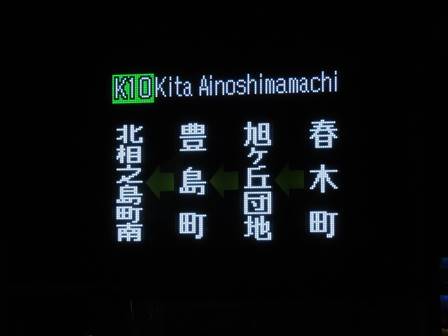 K10 Kita Ainoshimamachi
春木町
旭ヶ丘団地
豊島町
北相之島町南